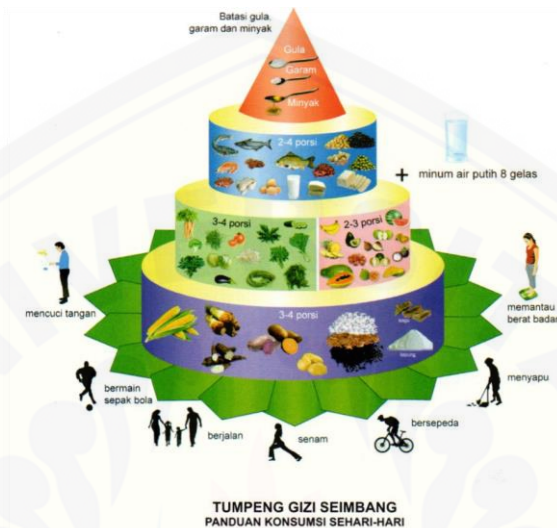 Batasi gula,
garam dan minyak
Gula
Garam
Minyak
2-4 porsi
+ minum air putih 8 gelas
3-4 porsi
2-3 porsi
3-4 porsi
mencuci tangan
memantau
berat badan
bermain
sepak bola
menyapu
berjalan
senam
bersepeda
TUMPENG GIZI SEIMBANG
PANDUAN KONSUMSI SEHARI-HARI